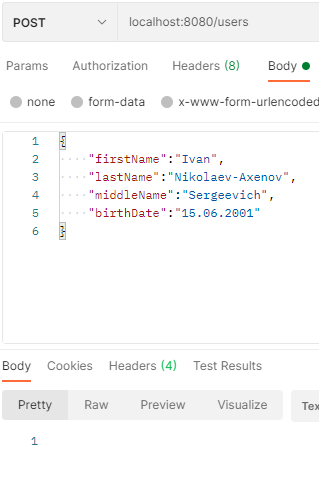 POST localhost:8080/users
Params Authorization Headers (8) Body
none form-data x-www-form-urlencoded
1 {
2 "firstName":"Ivan",
3 "lastName":"Nikolaev-Axenov",
4 "middleName":"Sergeevich",
5 "birthDate":"15.06.2001"
6 }
Body Cookies Headers (4) Test Results
Pretty Raw Preview Visualize Tex
1